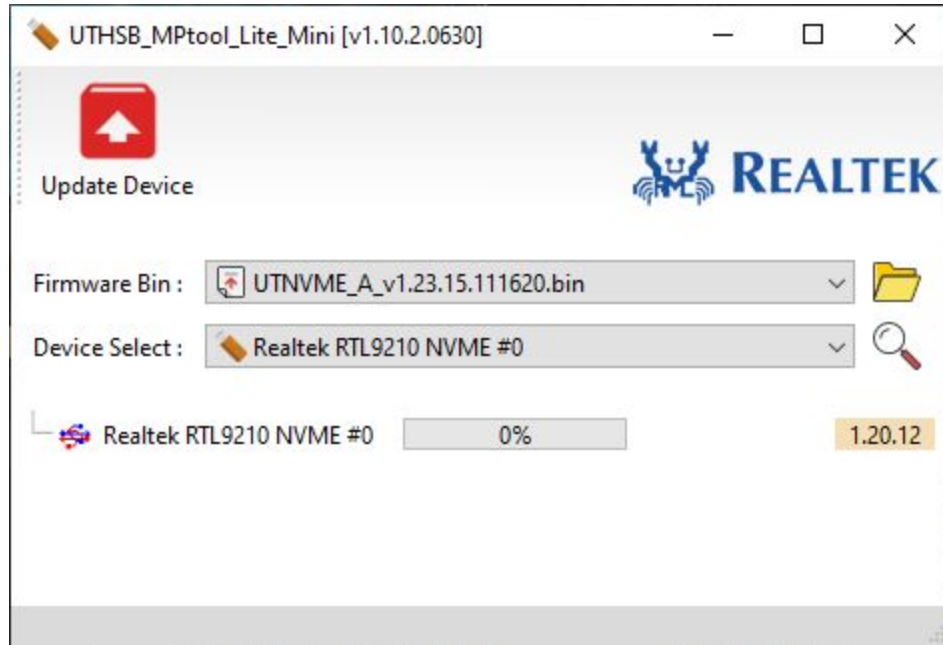 UTHSB_MPtool_Lite_Mini [v1.10.2.0630]
Update Device
REALTEK
Firmware Bin :
UTNVME_A_v1.23.15.111620.bin
Device Select :
Realtek RTL9210 NVME #0
Realtek RTL9210 NVME #0
0%
1.20.12